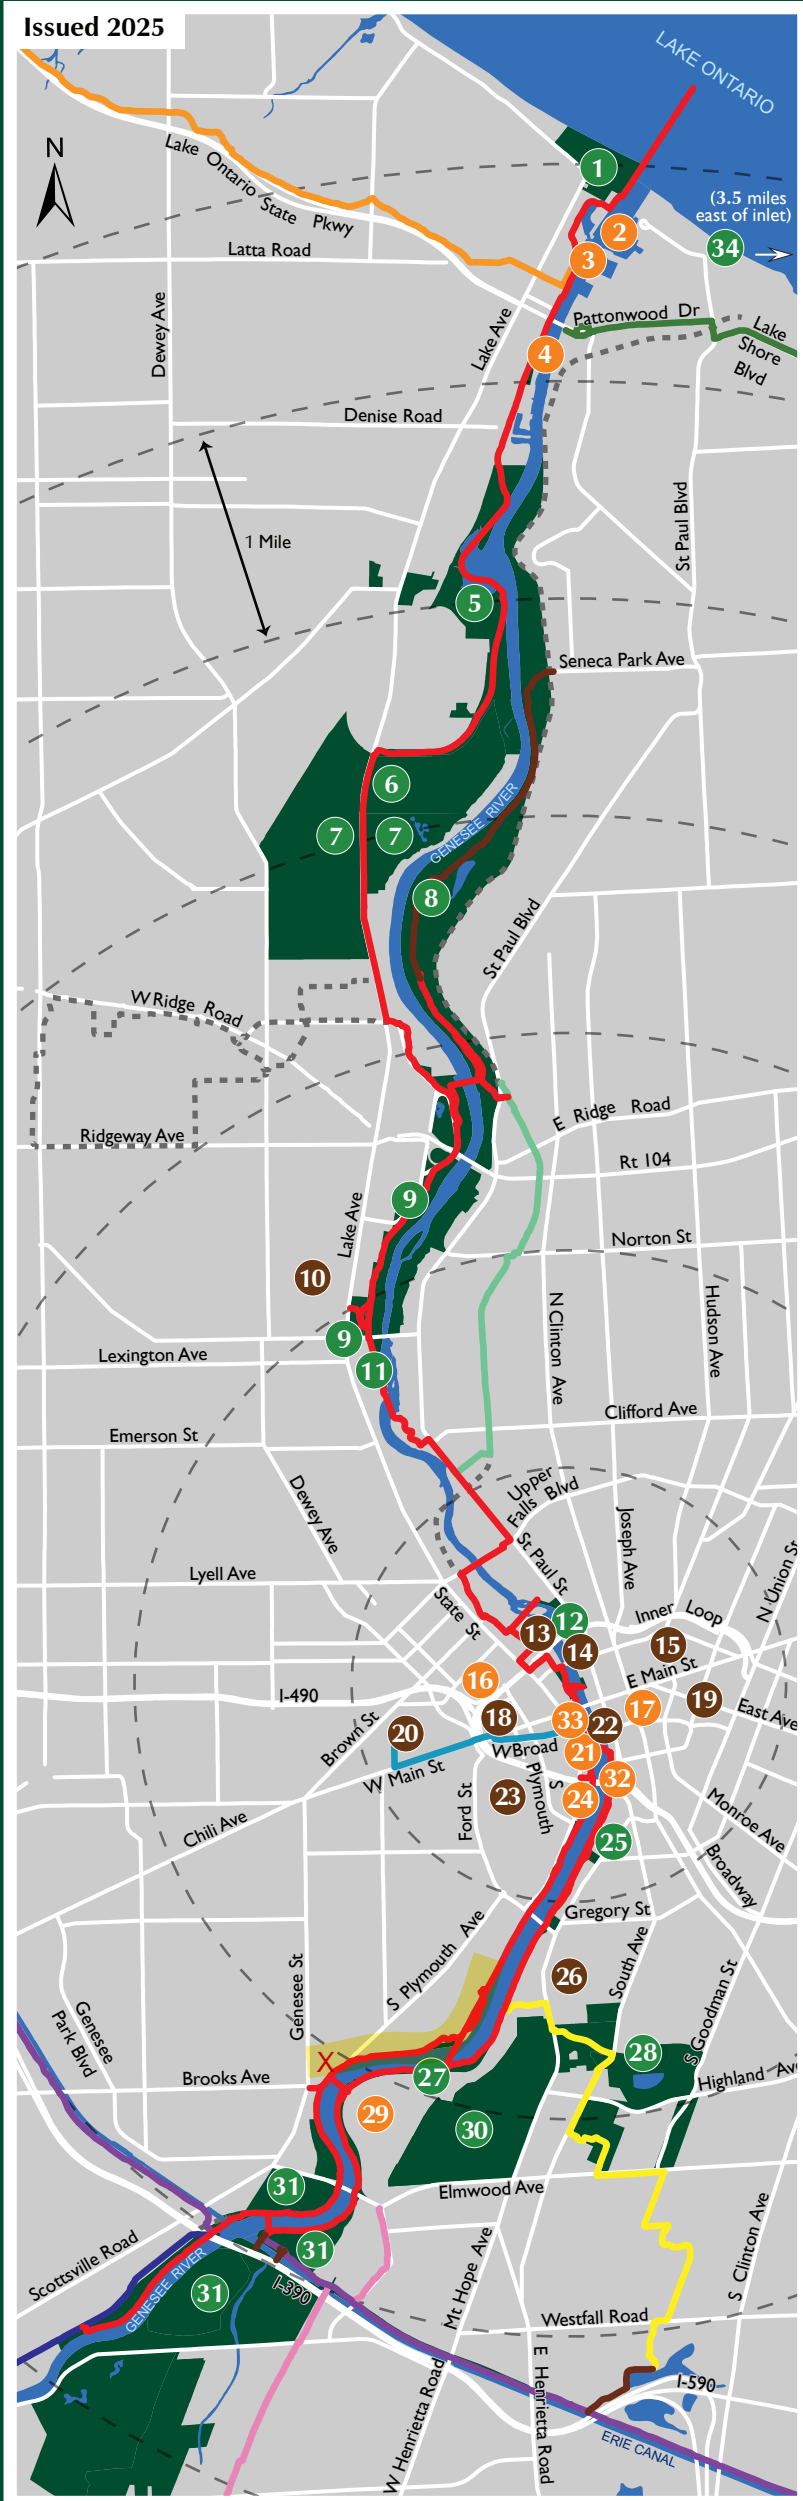 Issued 2025
LAKE ONTARIO
N
Lake Ontario State Pkwy
1
(3.5 miles
east of inlet)
2
34
3
Latta Road
Dewey Ave
Lake Ave
Pattonwood Dr
Lake
Shore
Blvd
4
Denise Road
St Paul Blvd
1 Mile
5
Seneca Park Ave
6
GENESEE RIVER
7
7
8
St Paul Blvd
W Ridge Road
E Ridge Road
Ridgeway Ave
Rt 104
9
Lake Ave
Norton St
10
N Clinton Ave
Hudson Ave
9
Lexington Ave
11
Clifford Ave
Emerson St
Dewey Ave
Upper
Falls Blvd
Joseph Ave
St Paul St
N Union St
Lyell Ave
State St
Inner Loop
12
13
14
15
E Main St
16
I-490
17
19
East Ave
18
33
22
Brown St
20
W Broad
21
W Main St
S Plymouth
32
Ford St
23
24
Monroe Ave
Chili Ave
25
Broadway
Gregory St
S Plymouth Ave
South Ave
26
Genesee St
S Goodman St
Genesee
Park Blvd
28
X
Brooks Ave
27
Highland Ave
29
30
31
Elmwood Ave
31
Scottsville Road
GENESEE RIVER
31
I-390
Mt Hope Ave
S Clinton Ave
Westfall Road
W Henrietta Road
E Henrietta Road
I-590
ERIE CANAL